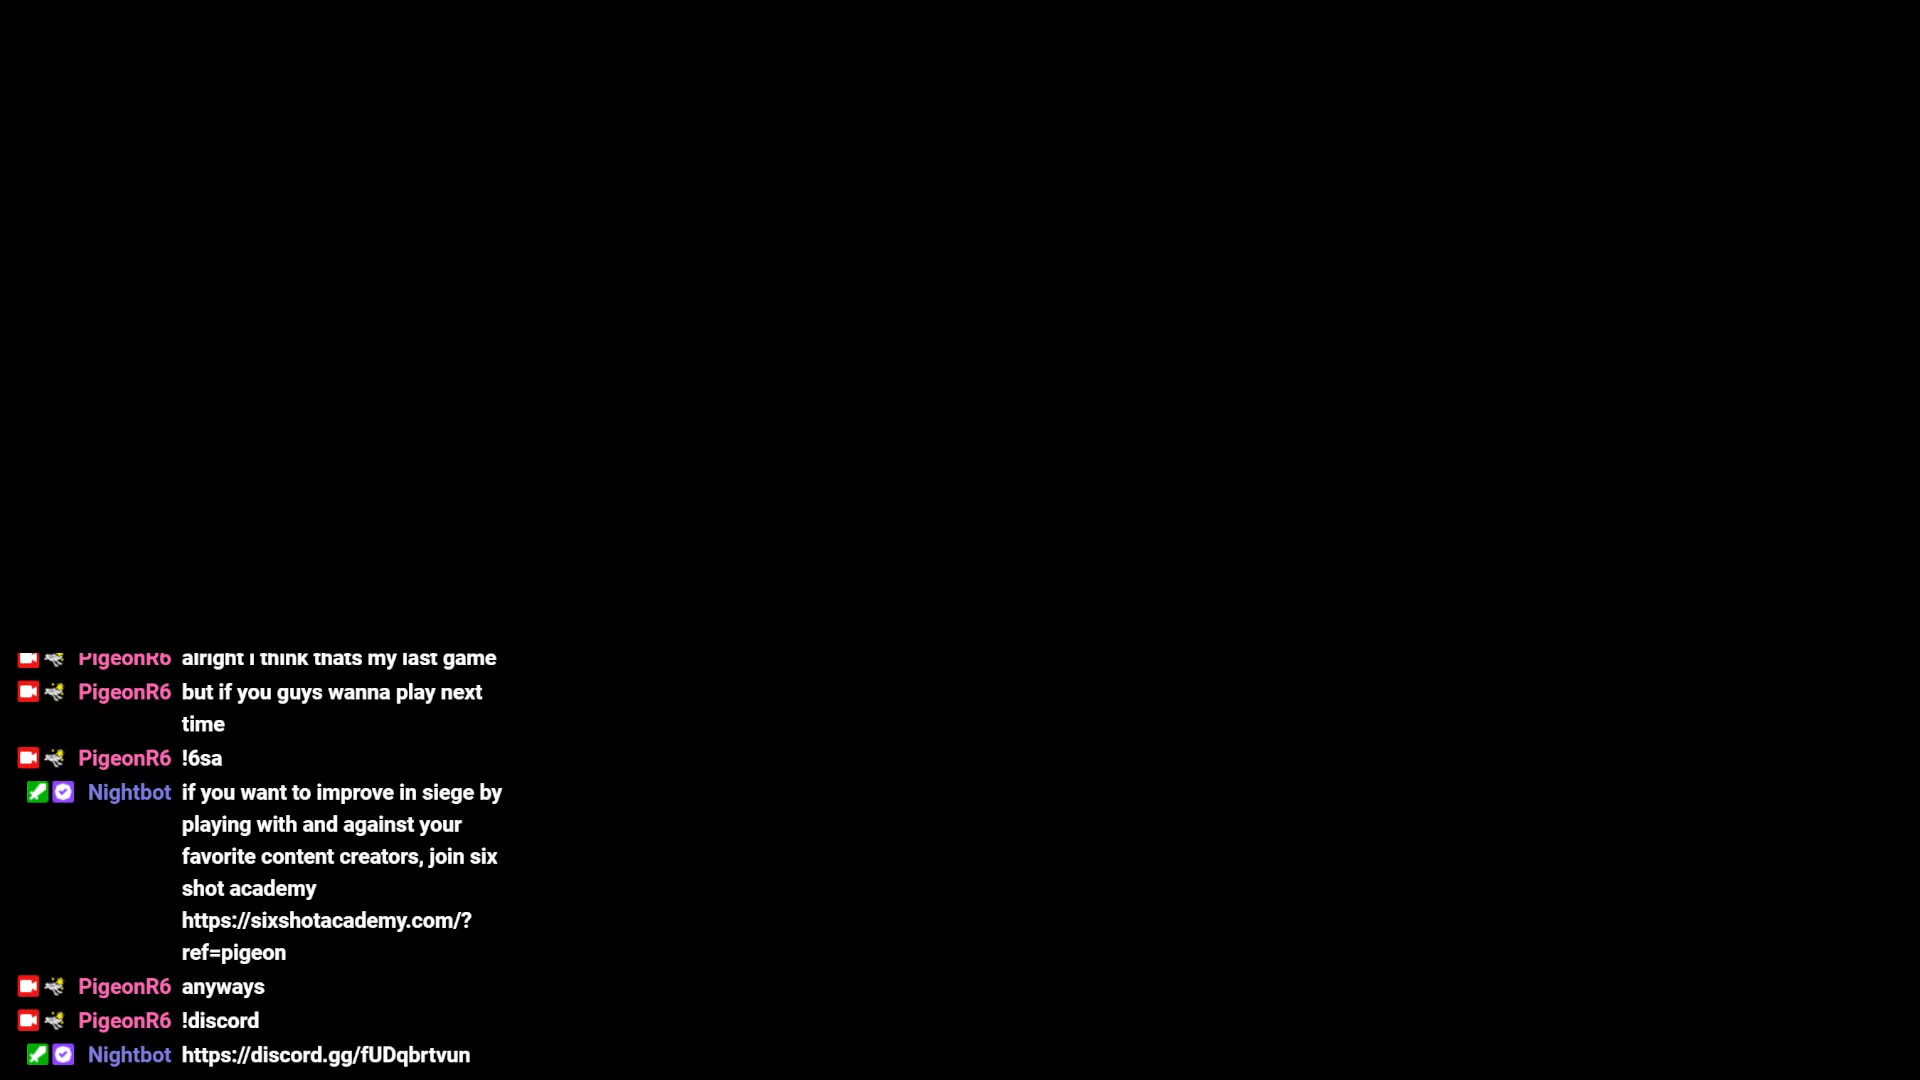 PigeonR6 alright i think thats my last game
PigeonR6 but if you guys wanna play next
time
PigeonR6 !6sa
Nightbot if you want to improve in siege by
playing with and against your
favorite content creators, join six
shot academy
https://sixshotacademy.com/?
ref=pigeon
PigeonR6 anyways
PigeonR6 !discord
Nightbot https://discord.gg/fUDqbrtvun